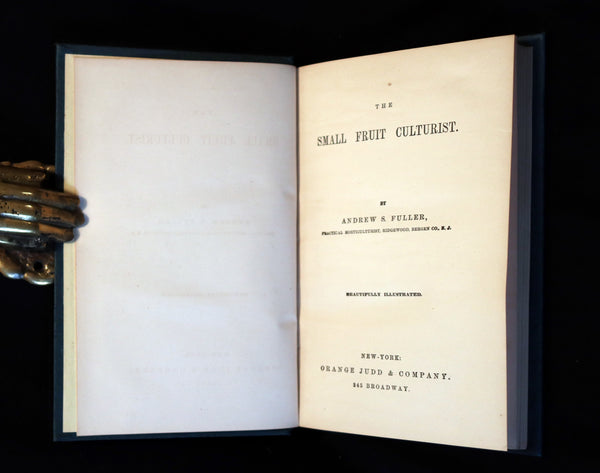 THE
SMALL FRUIT CULTURIST.
BY
ANDREW S. FULLER,
PRACTICAL HORTICULTURIST, RIDGEWOOD, BERGEN CO., N. J.
BEAUTIFULLY ILLUSTRATED.
NEW-YORK:
ORANGE JUDD & COMPANY,
245 BROADWAY.